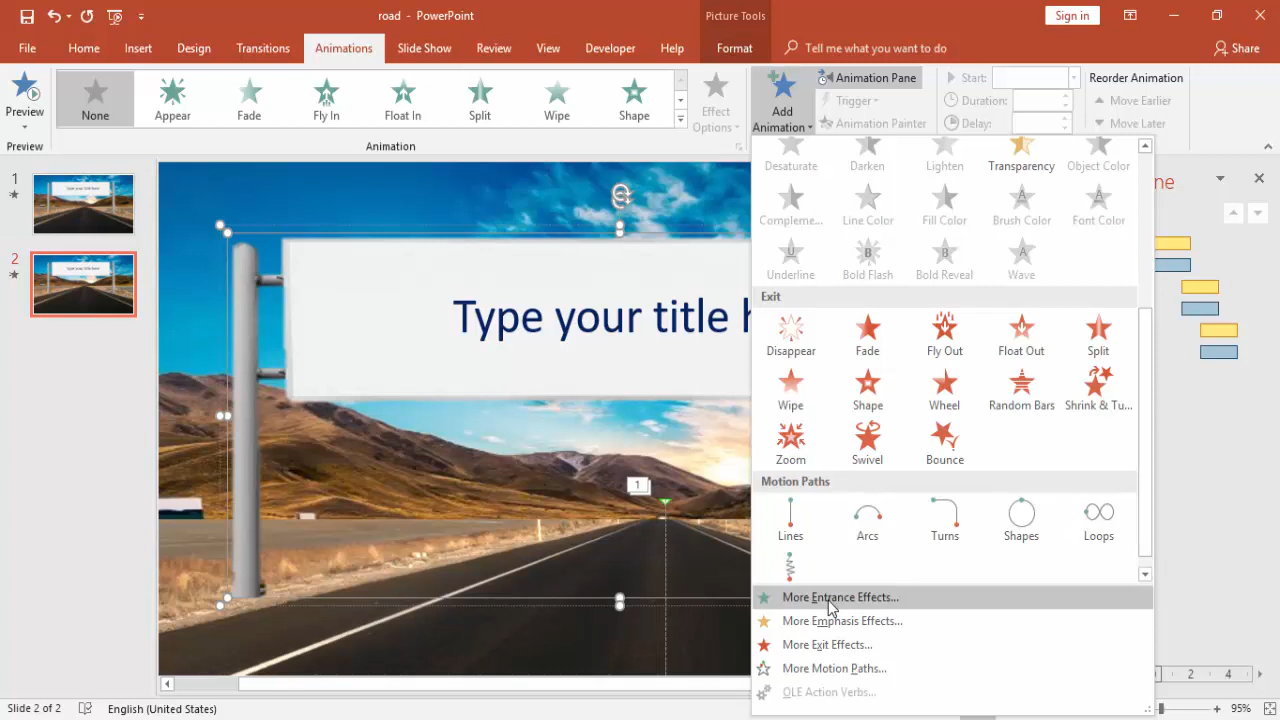 road - PowerPoint
Picture Tools
Sign in
File
Home
Insert
Design
Transitions
Animations
Slide Show
Review
View
Developer
Help
Format
Tell me what you want to do
Share
Preview
None
Appear
Fade
Fly In
Float In
Split
Wipe
Shape
Effect
Options
Add
Animation
Animation Pane
Trigger
Animation Painter
Start:
Duration:
Delay:
Reorder Animation
Move Earlier
Move Later
Preview
Animation
Desaturate
Darken
Lighten
Transparency
Object Color
Compleme...
Line Color
Fill Color
Brush Color
Font Color
Underline
Bold Flash
Bold Reveal
Wave
Exit
Disappear
Fade
Fly Out
Float Out
Split
Wipe
Shape
Wheel
Random Bars
Shrink & Tu...
Zoom
Swivel
Bounce
Motion Paths
Lines
Arcs
Turns
Shapes
Loops
More Entrance Effects...
More Emphasis Effects...
More Exit Effects...
More Motion Paths...
OLE Action Verbs...
1
2
Type your title h
1
ne
2
4
Slide 2 of 2
English (United States)
95%